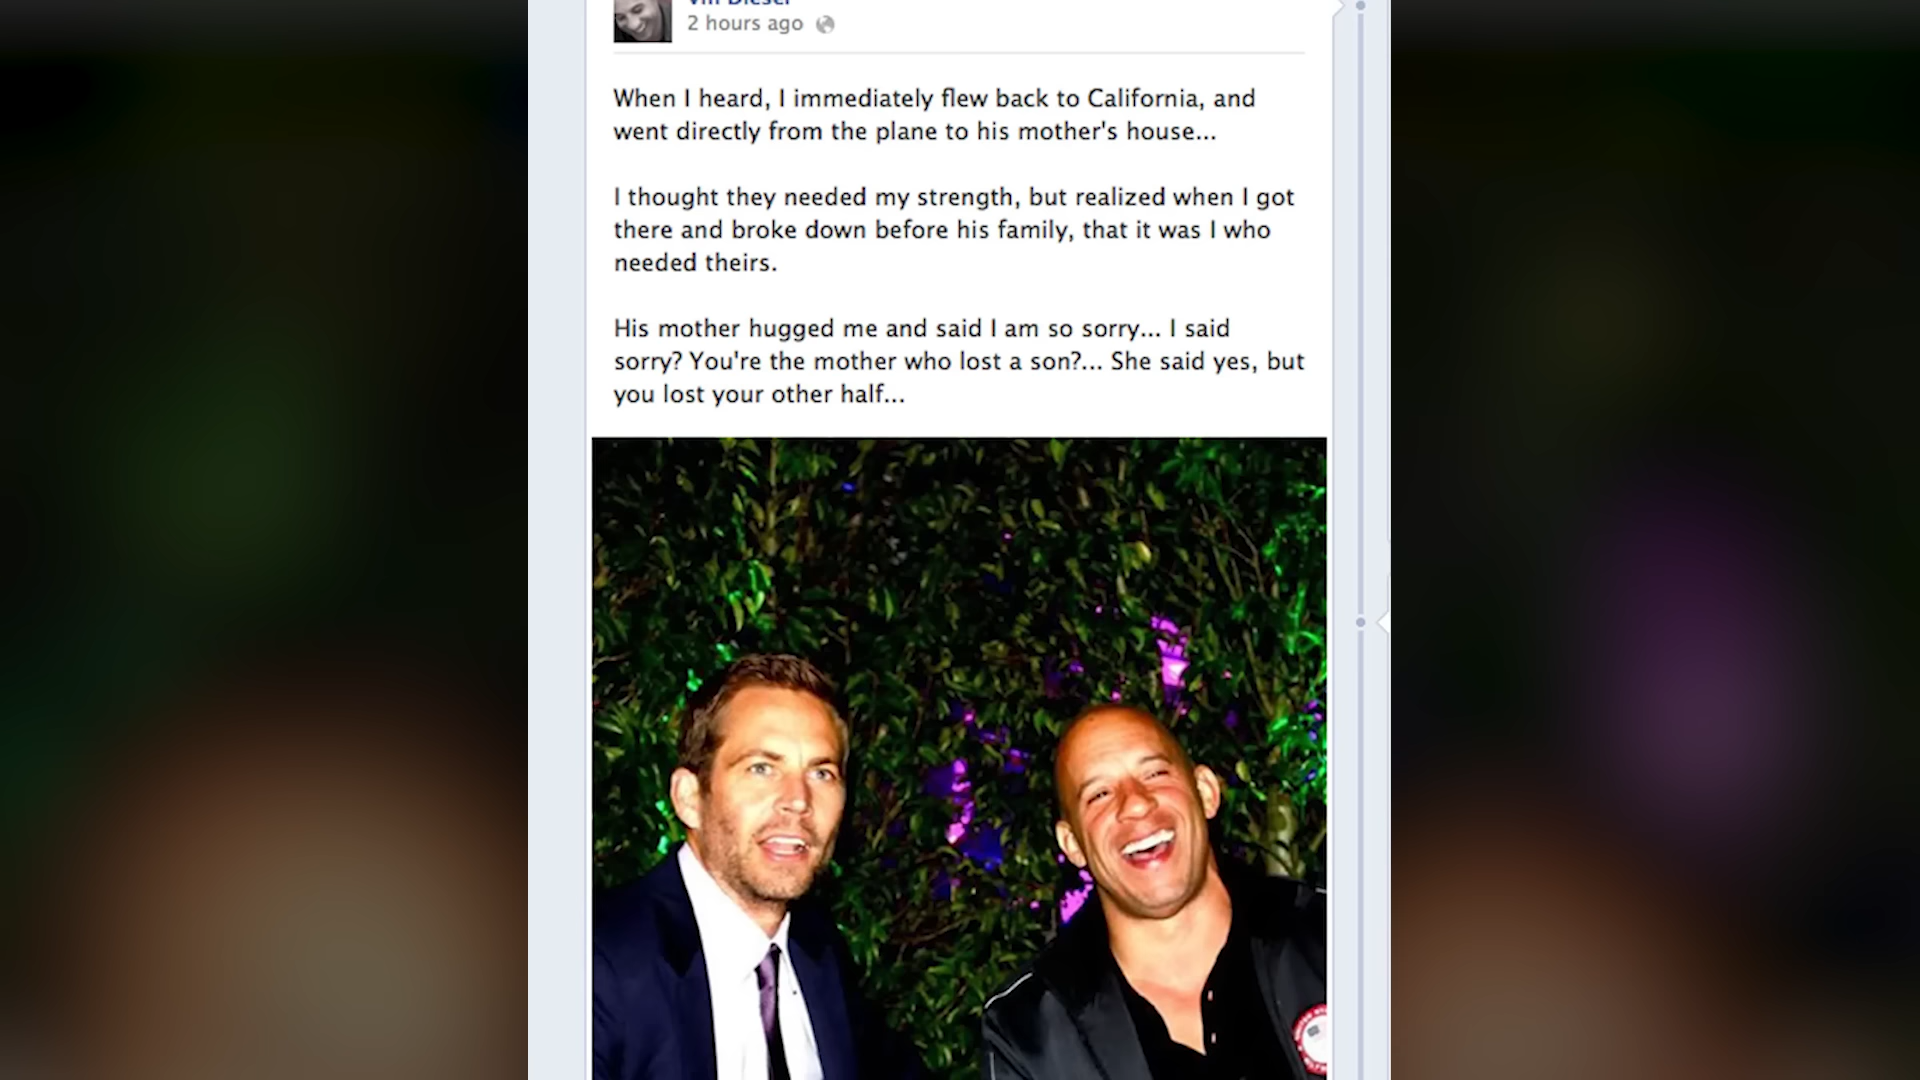 Vin Diesel
2 hours ago
When I heard, I immediately flew back to California, and
went directly from the plane to his mother's house...
I thought they needed my strength, but realized when I got
there and broke down before his family, that it was I who
needed theirs.
His mother hugged me and said I am so sorry... I said
sorry? You're the mother who lost a son?... She said yes, but
you lost your other half...